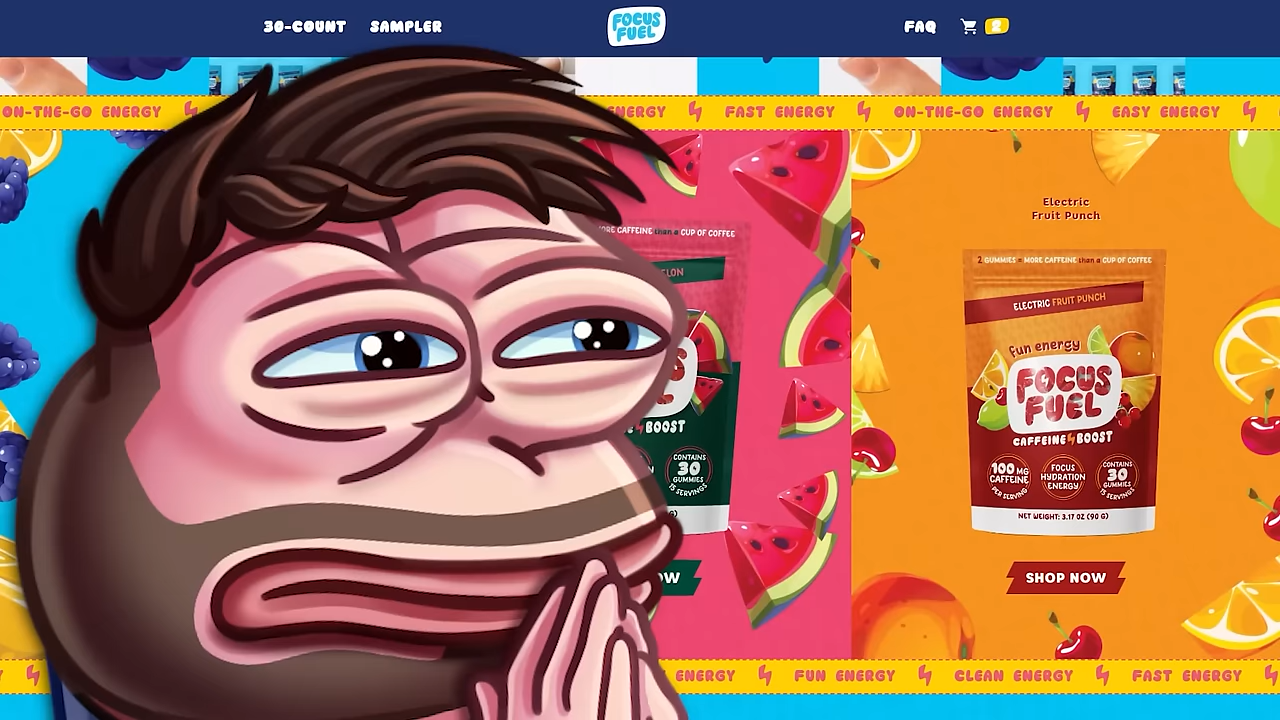 30-COUNT SAMPLER FOCUS FUEL FAQ 2
ON-THE-GO ENERGY ENERGY FAST ENERGY ON-THE-GO ENERGY EASY ENERGY
Electric
Fruit Punch
MORE CAFFEINE than a CUP OF COFFEE
BOOST
CONTAINS
30
GUMMIES
15 SERVINGS
2 GUMMIES = MORE CAFFEINE than a CUP OF COFFEE
ELECTRIC FRUIT PUNCH
fun energy
FOCUS
FUEL
CAFFEINE BOOST
100 MG
CAFFEINE
PER SERVING
FOCUS
HYDRATION
ENERGY
CONTAINS
30
GUMMIES
15 SERVINGS
NET WEIGHT: 3.17 OZ (90 G)
SHOP NOW
ENERGY FUN ENERGY CLEAN ENERGY FAST ENERGY